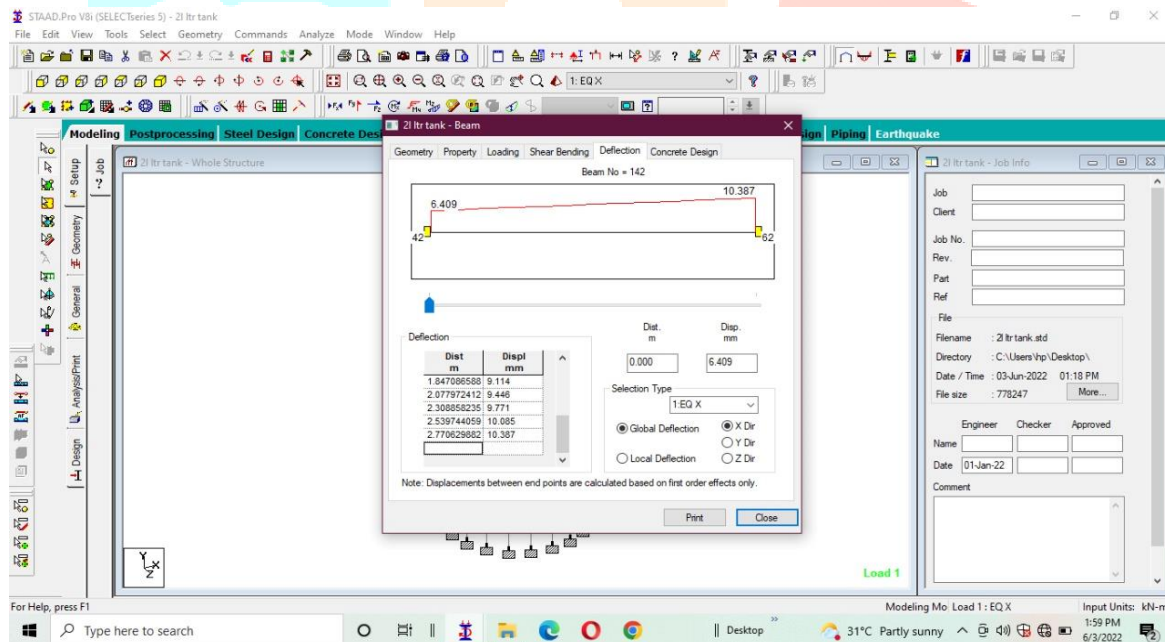 STAAD.Pro V8i (SELECTseries 5) - 2l ltr tank
File Edit View Tools Select Geometry Commands Analyze Mode Window Help
1: EQ X
Modeling Postprocessing Steel Design Concrete Des
ign Piping Earthquake
2l ltr tank - Whole Structure
Setup
Geometry
General
Analysis/Print
Design
Job
2l ltr tank - Beam
Geometry Property Loading Shear Bending Deflection Concrete Design
Beam No = 142
6.409
10.387
42
62
Dist.
m
Disp.
mm
0.000
6.409
Deflection
Dist
m
Displ
mm
1.847086588 9.114
2.077972412 9.446
2.308858235 9.771
2.539744059 10.085
2.770629882 10.387
Selection Type
1:EQ X
Global Deflection
Local Deflection
X Dir
Y Dir
Z Dir
Note: Displacements between end points are calculated based on first order effects only.
Print Close
Y
X
Z
Load 1
2l ltr tank - Job Info
Job
Client
Job No.
Rev.
Part
Ref
File
Filename : 2l ltr tank.std
Directory : C:\Users\hp\Desktop\
Date / Time : 03-Jun-2022 01:18 PM
File size : 778247
More...
Engineer Checker Approved
Name
Date 01-Jan-22
Comment
For Help, press F1
Modeling Mo Load 1 : EQ X Input Units: kN-m
Type here to search
Desktop
31°C Partly sunny
1:59 PM
6/3/2022